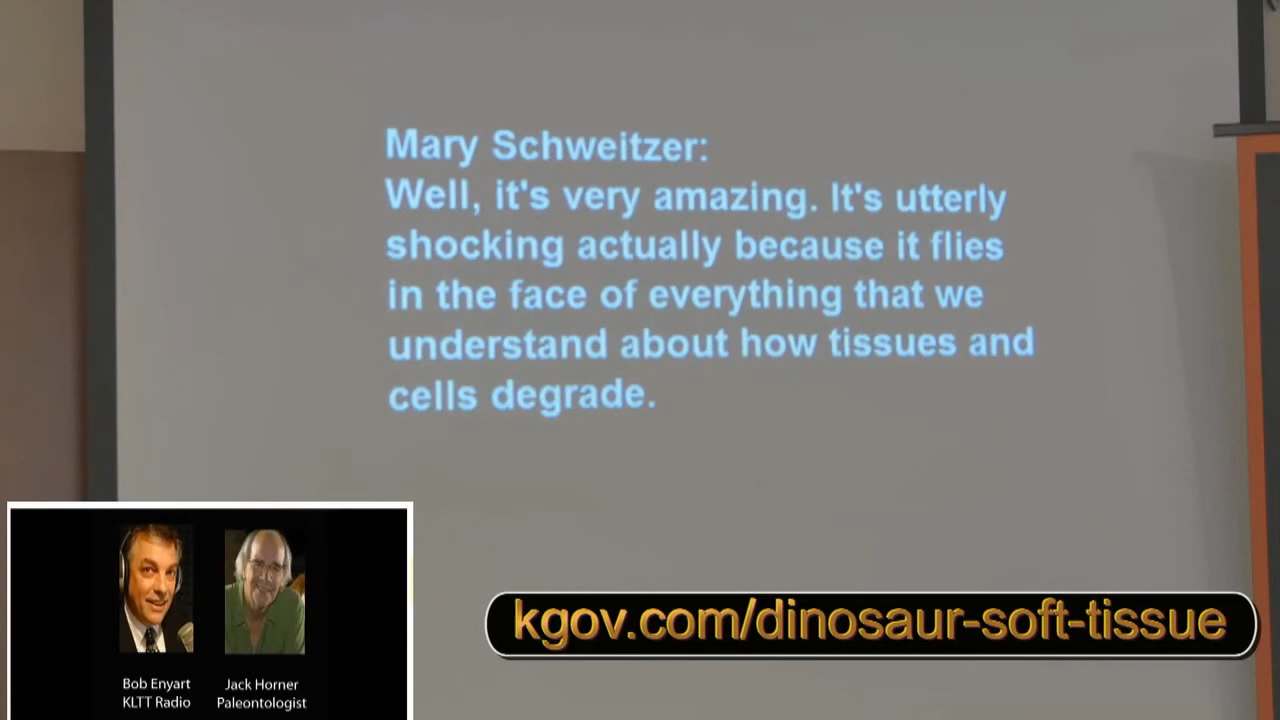 Mary Schweitzer:
Well, it's very amazing. It's utterly
shocking actually because it flies
in the face of everything that we
understand about how tissues and
cells degrade.
kgov.com/dinosaur-soft-tissue
Bob Enyart
KLTT Radio
Jack Horner
Paleontologist